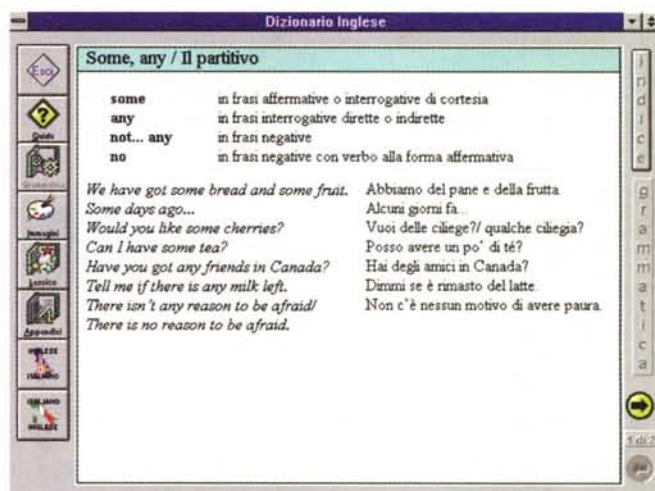 Dizionario Inglese
Esci
Some, any / Il partitivo
some in frasi affermative o interrogative di cortesia
any in frasi interrogative dirette o indirette
not... any in frasi negative
no in frasi negative con verbo alla forma affermativa
We have got some bread and some fruit. Abbiamo del pane e della frutta.
Some days ago... Alcuni giorni fa...
Would you like some cherries? Vuoi delle ciliege?/ qualche ciliegia?
Can I have some tea? Posso avere un po' di té?
Have you got any friends in Canada? Hai degli amici in Canada?
Tell me if there is any milk left. Dimmi se è rimasto del latte.
There isn't any reason to be afraid/ Non c'è nessun motivo di avere paura.
There is no reason to be afraid.
Guida
Grammatica
Immagini
Lessico
Appendici
INGLESE
ITALIANO
ITALIANO
INGLESE
indice
grammatica
1 di 2